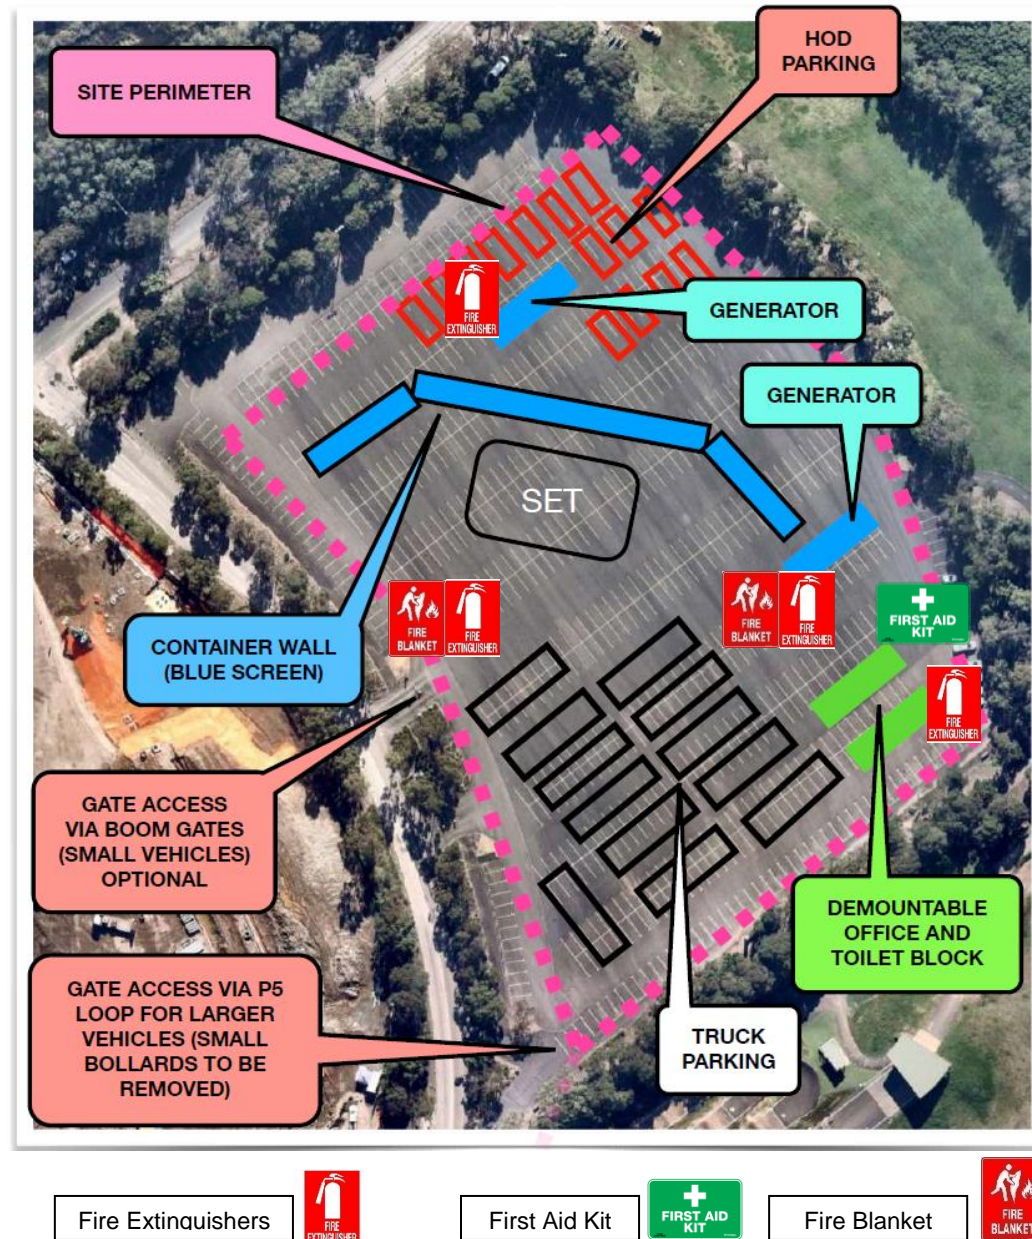 HOD
PARKING
SITE PERIMETER
FIRE
EXTINGUISHER
GENERATOR
GENERATOR
SET
FIRE
BLANKET
FIRE
EXTINGUISHER
FIRE
BLANKET
FIRE
EXTINGUISHER
FIRST AID
KIT
CONTAINER WALL
(BLUE SCREEN)
FIRE
EXTINGUISHER
GATE ACCESS
VIA BOOM GATES
(SMALL VEHICLES)
OPTIONAL
DEMOUNTABLE
OFFICE AND
TOILET BLOCK
GATE ACCESS VIA P5
LOOP FOR LARGER
VEHICLES (SMALL
BOLLARDS TO BE
REMOVED)
TRUCK
PARKING
Fire Extinguishers
FIRE
EXTINGUISHER
First Aid Kit
FIRST AID
KIT
Fire Blanket
FIRE
BLANKET